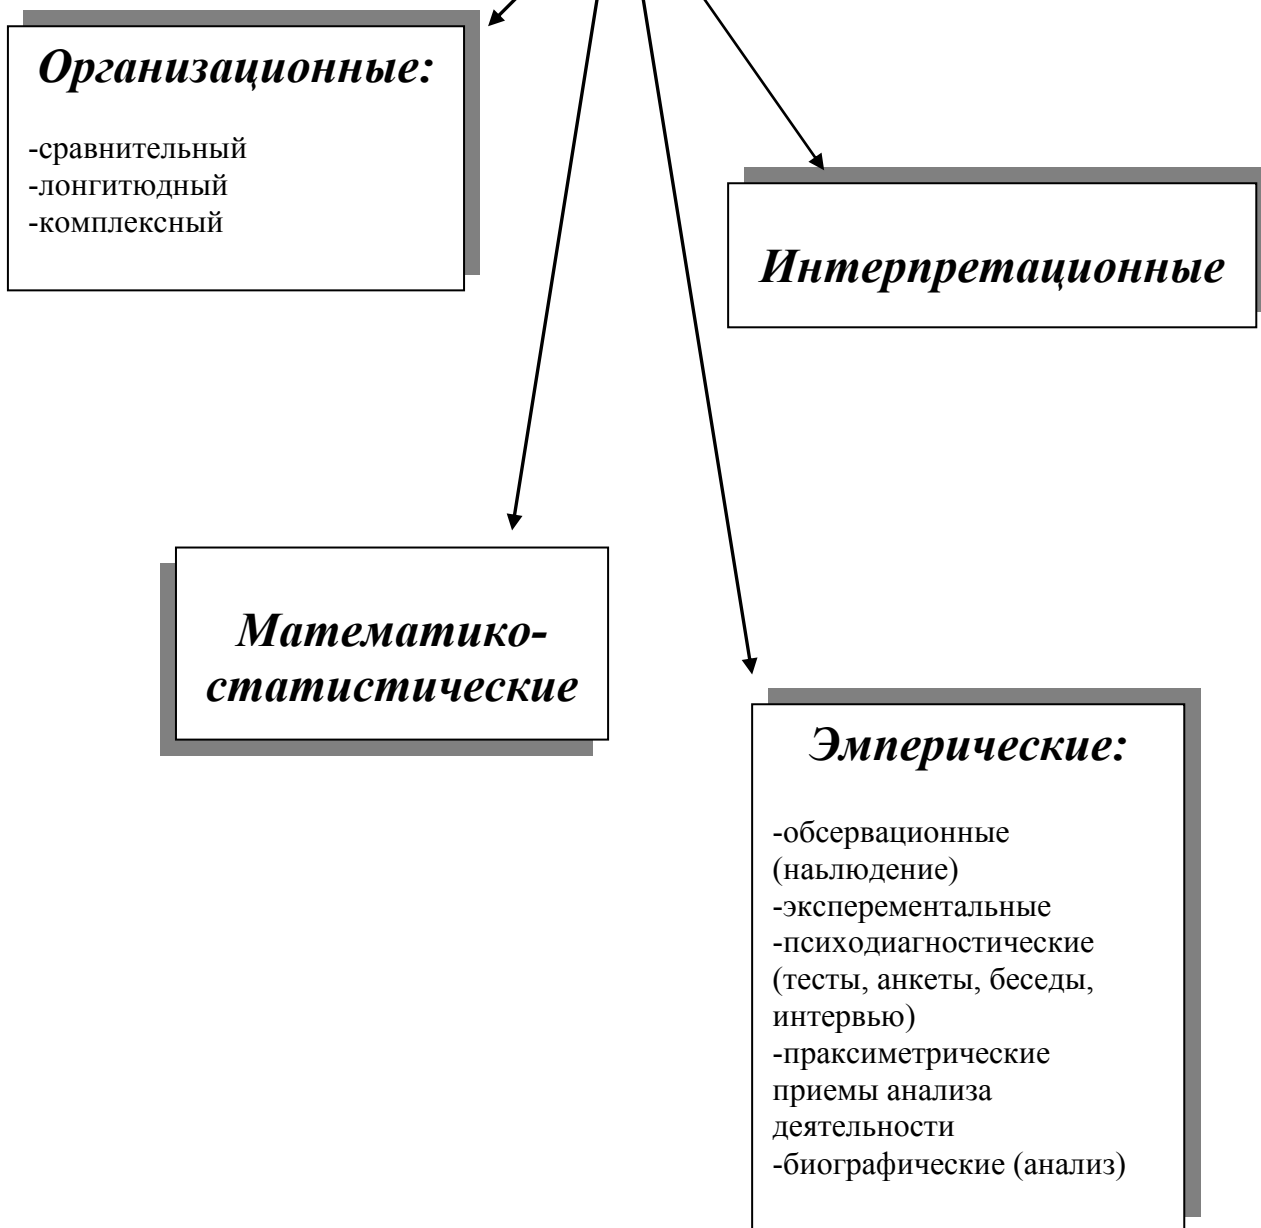 Организационные:
-сравнительный
-лонгитюдный
-комплексный
Интерпретационные
Математико-
статистические
Эмперические:
-обсервационные
(наьлюдение)
-эксперементальные
-психодиагностические
(тесты, анкеты, беседы,
интервью)
-праксиметрические
приемы анализа
деятельности
-биографические (анализ)